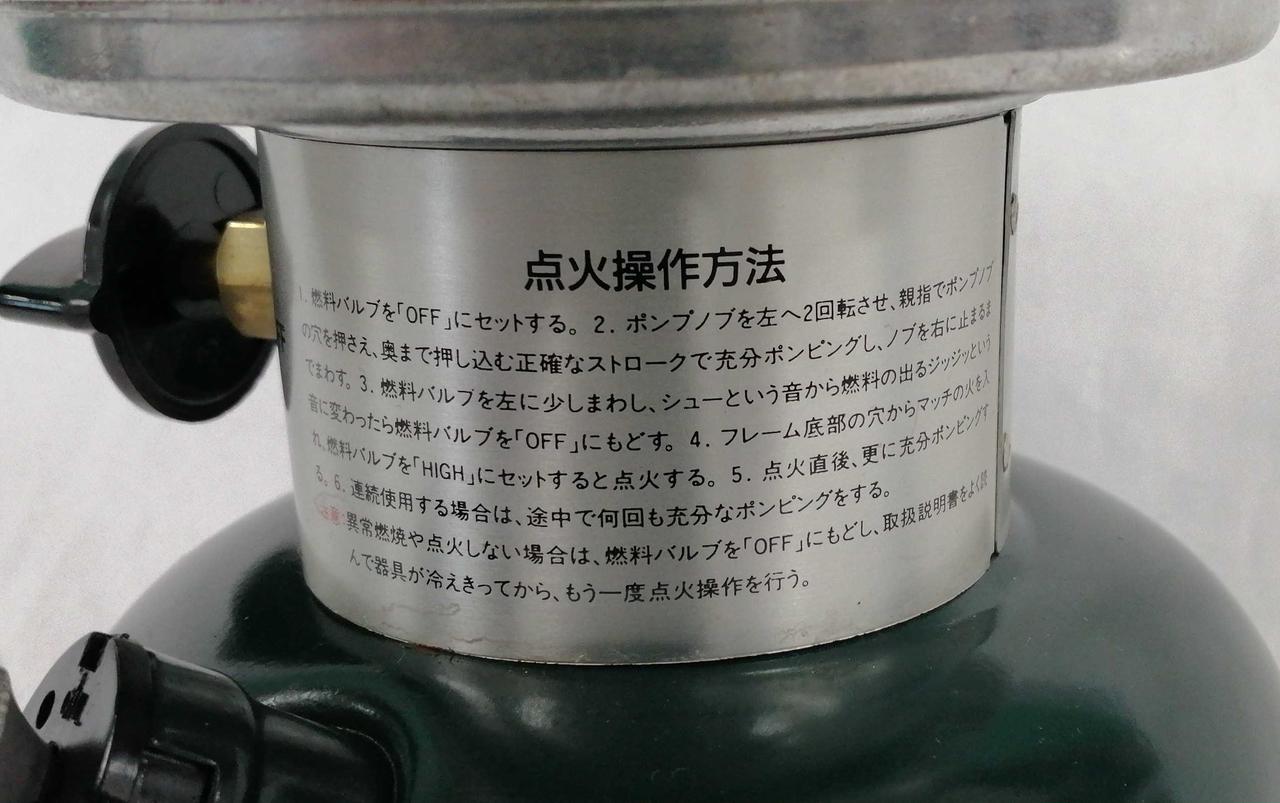 点火操作方法
1. 燃料バルブを「OFF」にセットする。2. ポンプノブを左へ2回転させ、親指でポンプノブ
の穴を押さえ、奥まで押し込む正確なストロークで充分ポンピングし、ノブを右に止まるま
でまわす。3. 燃料バルブを左に少しまわし、シューという音から燃料の出るジッジッという
音に変わったら燃料バルブを「OFF」にもどす。4. フレーム底部の穴からマッチの火を入
れ、燃料バルブを「HIGH」にセットすると点火する。5. 点火直後、更に充分ポンピングす
る。6. 連続使用する場合は、途中で何回も充分なポンピングをする。
注意:異常燃焼や点火しない場合は、燃料バルブを「OFF」にもどし、取扱説明書をよく読
んで器具が冷えきってから、もう一度点火操作を行う。